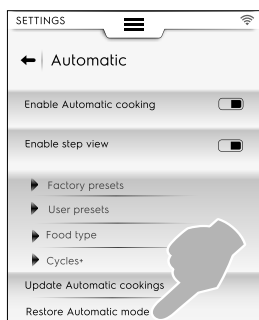 SETTINGS
Automatic
Enable Automatic cooking
Enable step view
Factory presets
User presets
Food type
Cycles+
Update Automatic cookings
Restore Automatic mode